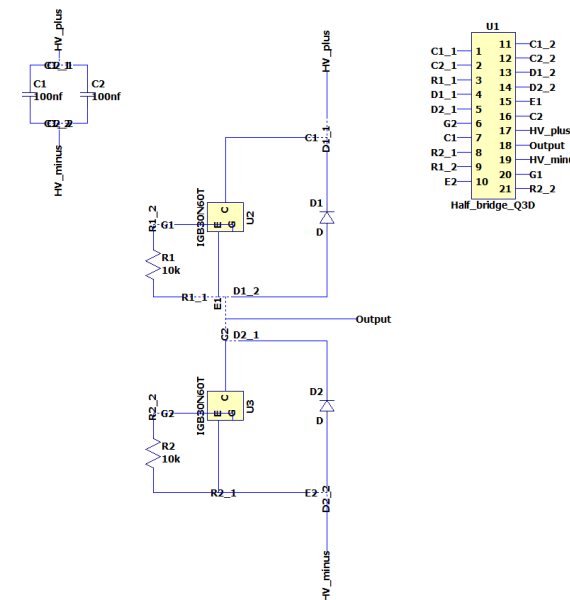 HV_plus
C1_1
C2_1
C1
100nf
C2
100nf
C1_2
C2_2
HV_minus
HV_plus
C1
D1_1
R1_2
G1
IGB30N60T
C
E
G
U2
D1
D
R1
10k
R1_1
E1
D1_2
Output
C2
D2_1
R2_2
G2
IGB30N60T
C
E
G
U3
D2
D
R2
10k
R2_1
E2
D2_2
HV_minus
U1
C1_1 1
C2_1 2
R1_1 3
D1_1 4
D2_1 5
G2 6
C1 7
R2_1 8
R1_2 9
E2 10
11 C1_2
12 C2_2
13 D1_2
14 D2_2
15 E1
16 C2
17 HV_plus
18 Output
19 HV_minu
20 G1
21 R2_2
Half_bridge_Q3D